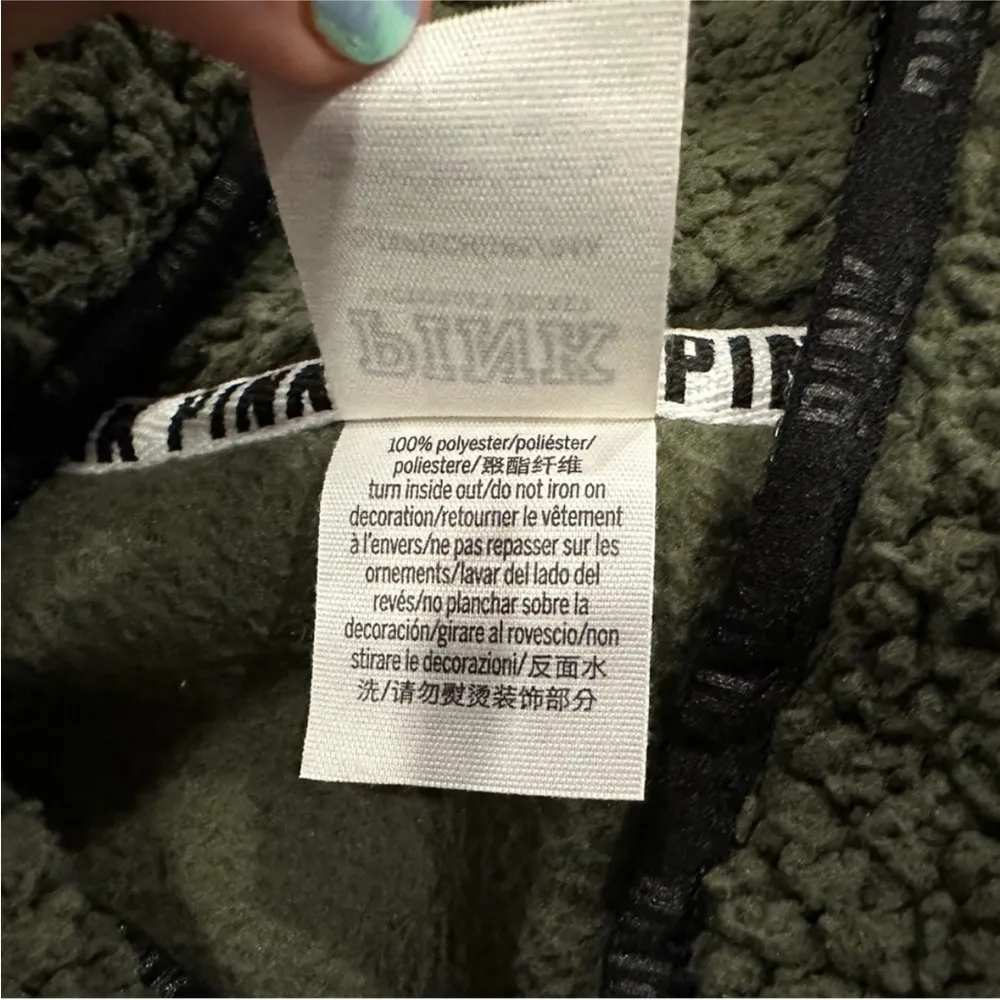 PINK
PINK
PIN
PINK
100% polyester/poliéster/
poliestere/聚酯纤维
turn inside out/do not iron on
decoration/retourner le vêtement
à l'envers/ne pas repasser sur les
ornements/lavar del lado del
revés/no planchar sobre la
decoración/girare al rovescio/non
stirare le decorazioni/反面水
洗/请勿熨烫装饰部分